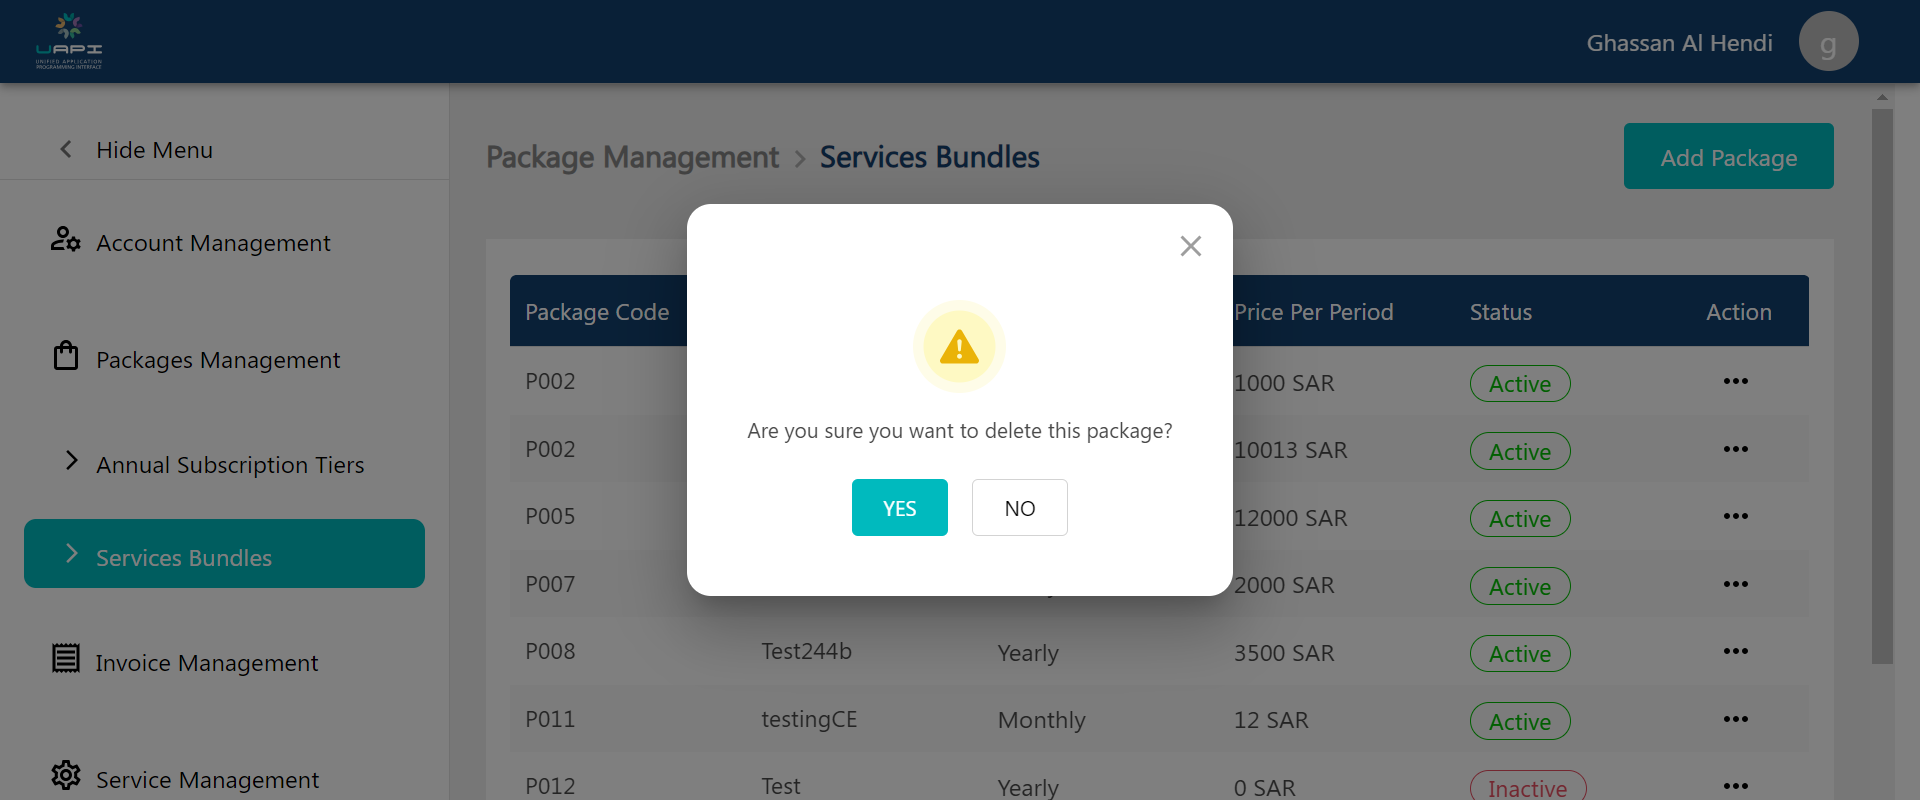 UAPI
UNIFIED APPLICATION
PROGRAMMING INTERFACE
Ghassan Al Hendi
g
Hide Menu
Account Management
Packages Management
Annual Subscription Tiers
Services Bundles
Invoice Management
Service Management
Package Management > Services Bundles
Add Package
Package Code Price Per Period Status Action
P002 1000 SAR Active
P002 10013 SAR Active
P005 12000 SAR Active
P007 2000 SAR Active
P008 Test244b Yearly 3500 SAR Active
P011 testingCE Monthly 12 SAR Active
P012 Test Yearly 0 SAR Inactive
Are you sure you want to delete this package?
YES NO